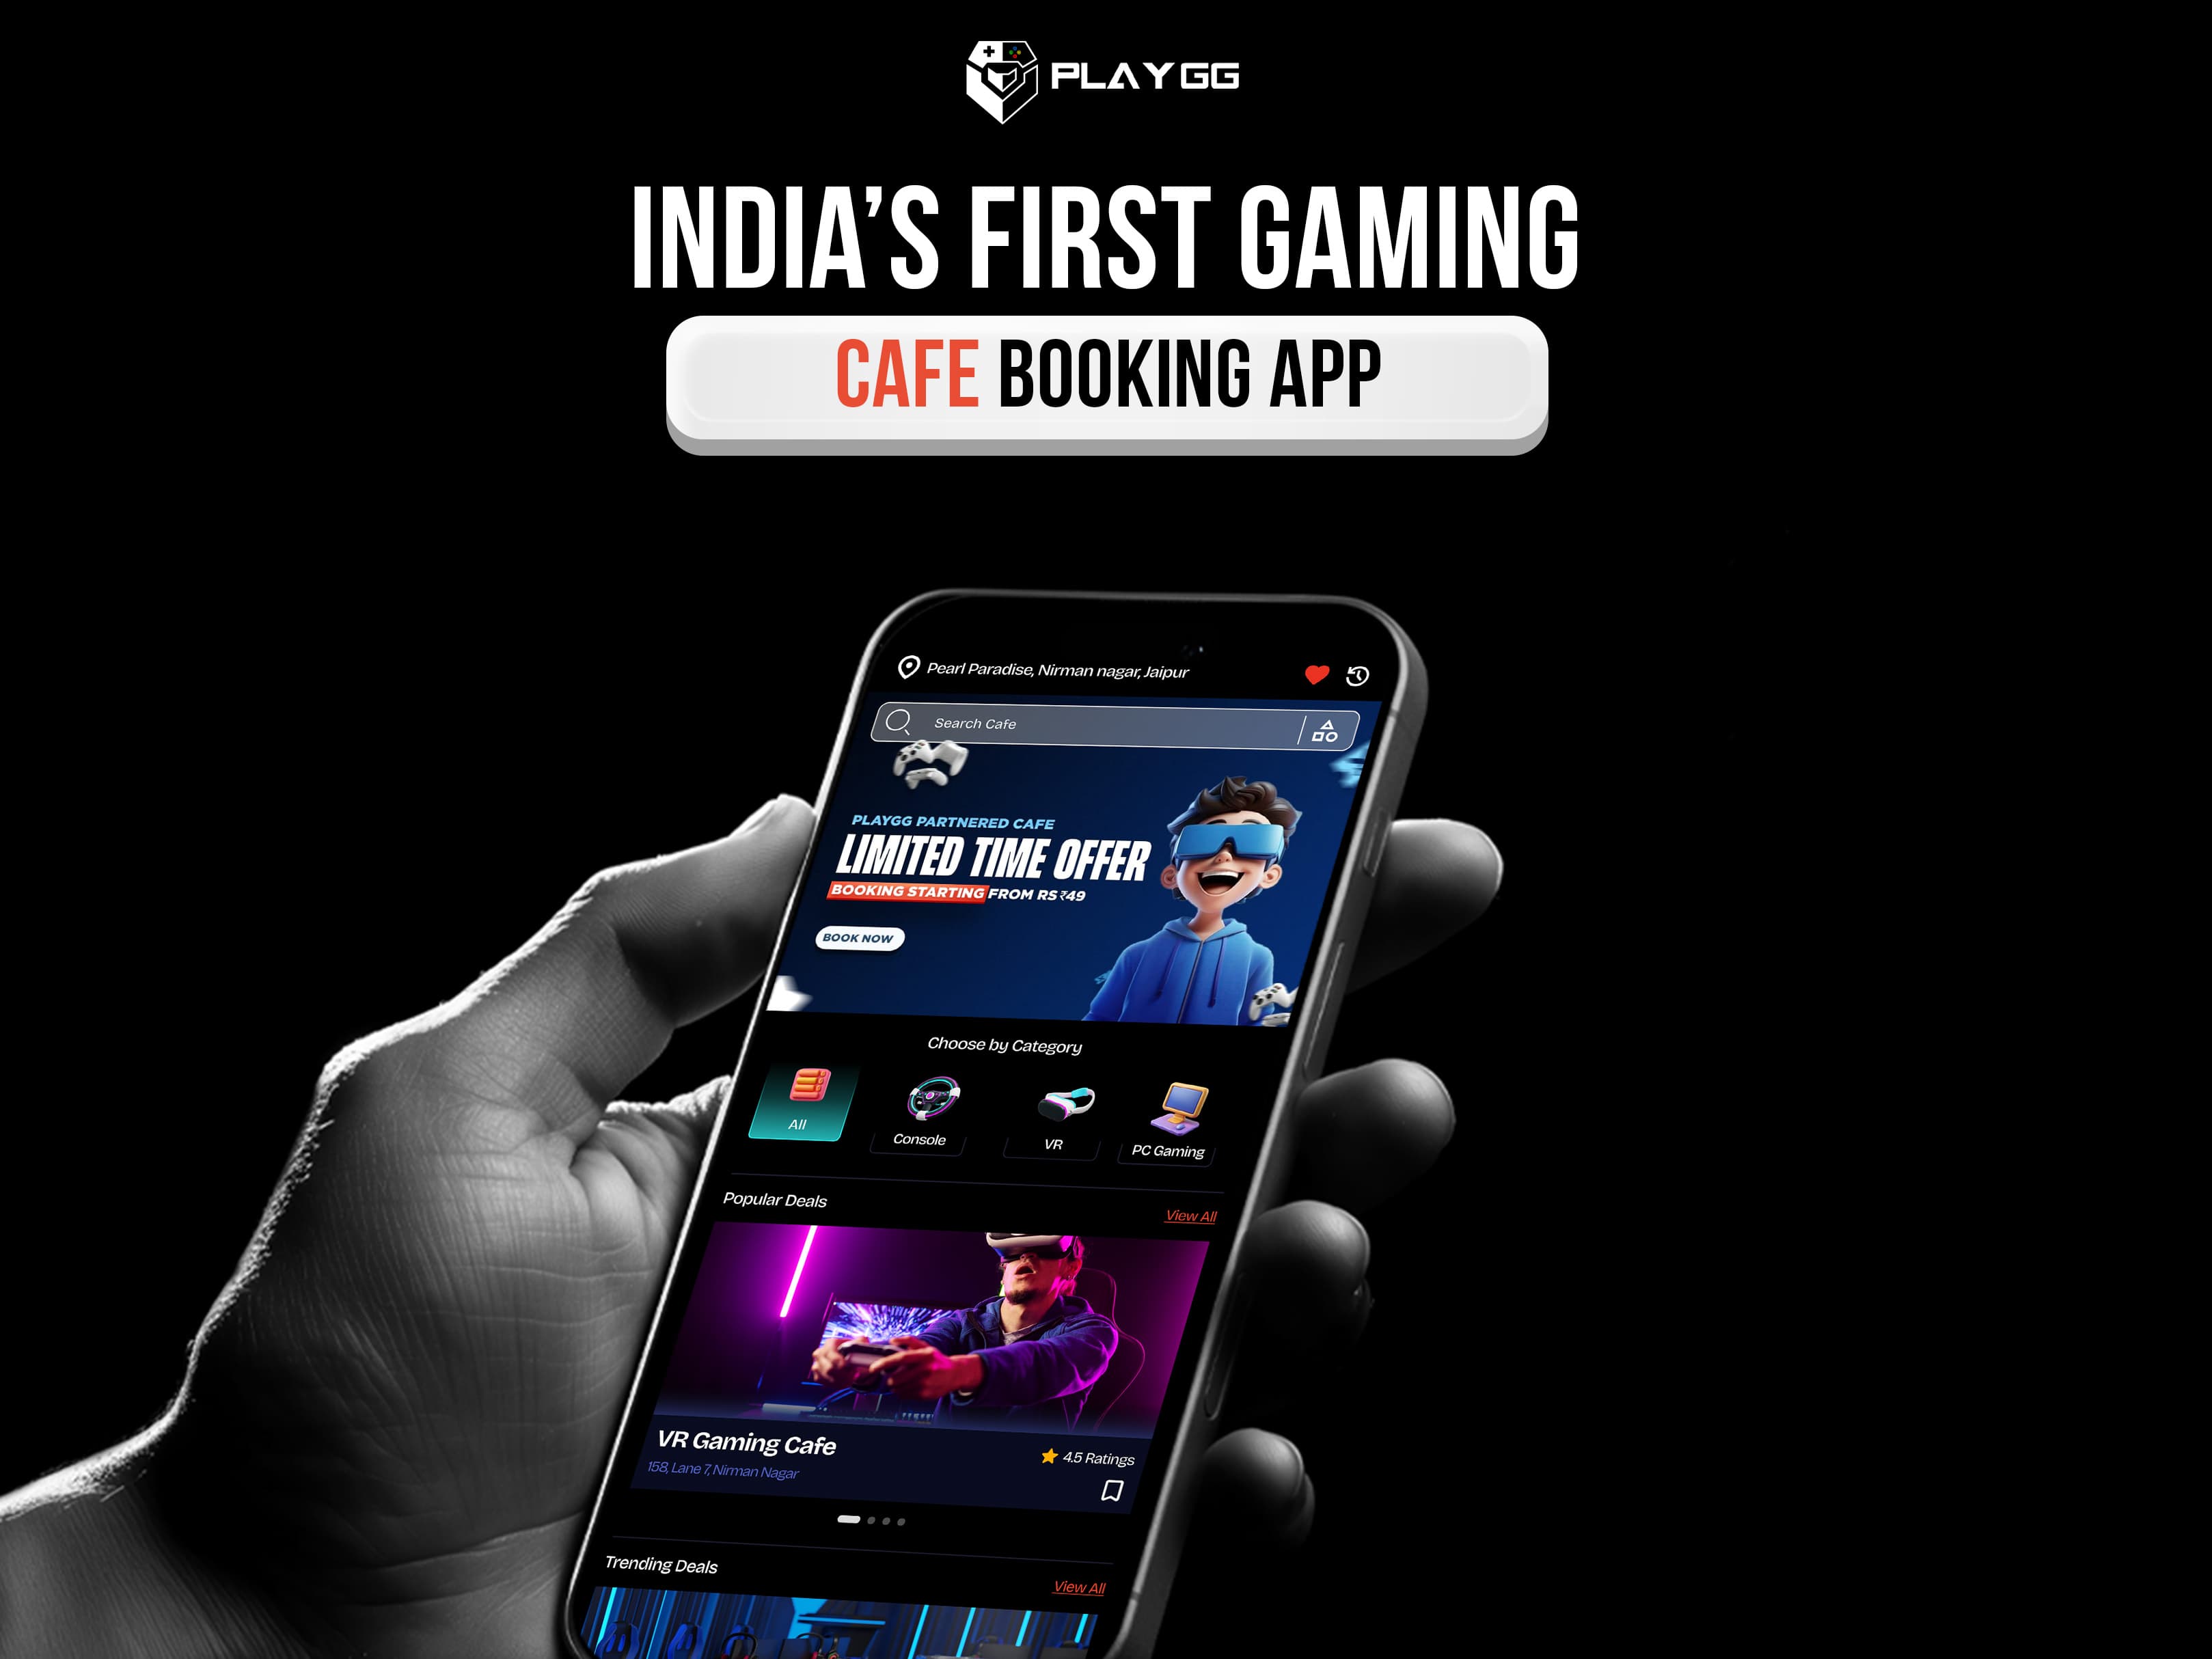 PLAYGG
INDIA’S FIRST GAMING
CAFE BOOKING APP
Pearl Paradise, Nirman nagar, Jaipur
Search Cafe
PLAYGG PARTNERED CAFE
LIMITED TIME OFFER
BOOKING STARTING FROM RS ₹49
BOOK NOW
Choose by Category
All
Console
VR
PC Gaming
Popular Deals
View All
VR Gaming Cafe
4.5 Ratings
158, Lane 7, Nirman Nagar
Trending Deals
View All